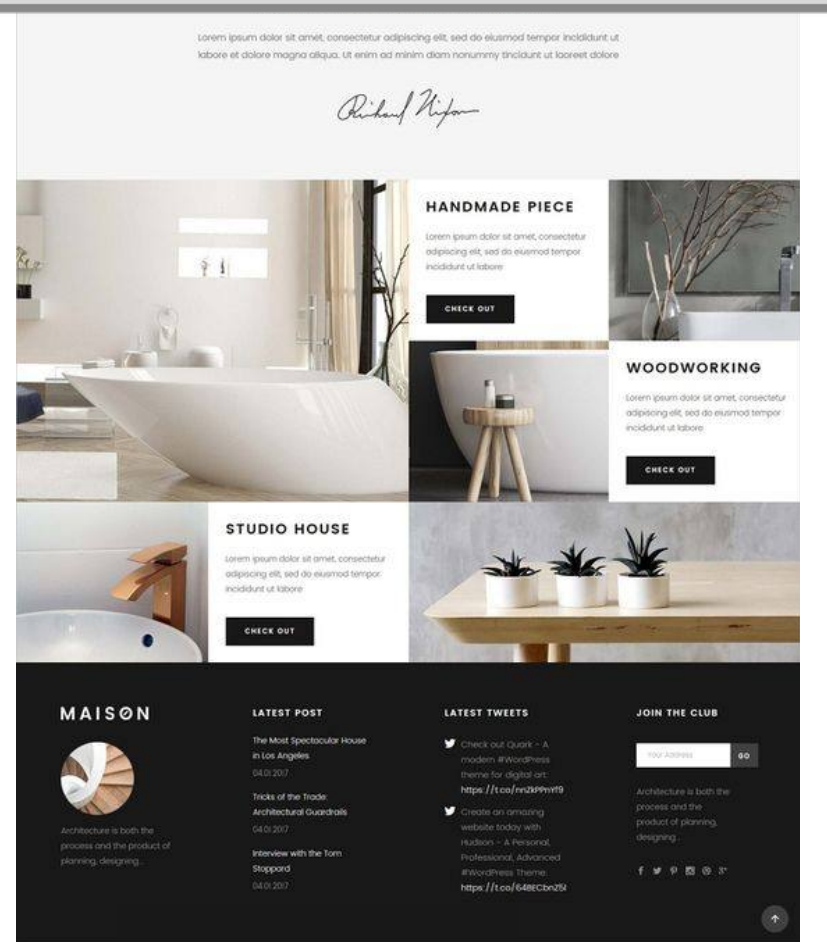 Lorem ipsum dolor sit amet, consectetur adipiscing elit, sed do eiusmod tempor incididunt ut
labore et dolore magna aliqua. Ut enim ad minim diam nonummy tincidunt ut laoreet dolore
Richard Nixon
HANDMADE PIECE
Lorem ipsum dolor sit amet, consectetur
adipiscing elit, sed do eiusmod tempor
incididunt ut labore
CHECK OUT
WOODWORKING
Lorem ipsum dolor sit amet, consectetur
adipiscing elit, sed do eiusmod tempor
incididunt ut labore
CHECK OUT
STUDIO HOUSE
Lorem ipsum dolor sit amet, consectetur
adipiscing elit, sed do eiusmod tempor
incididunt ut labore
CHECK OUT
MAISON
Architecture is both the
process and the product of
planning, designing...
LATEST POST
The Most Spectacular House
in Los Angeles
04.01.2017
Tricks of the Trade:
Architectural Guardrails
04.01.2017
Interview with the Tom
Stoppard
04.01.2017
LATEST TWEETS
Check out Quark - A
modern #WordPress
theme for digital art:
https://t.co/nnZkPPnYf9
Create an amazing
website today with
Hudson - A Personal,
Professional, Advanced
#WordPress Theme:
https://t.co/64BECbnZ5l
JOIN THE CLUB
Your Address
GO
Architecture is both the
process and the
product of planning,
designing...